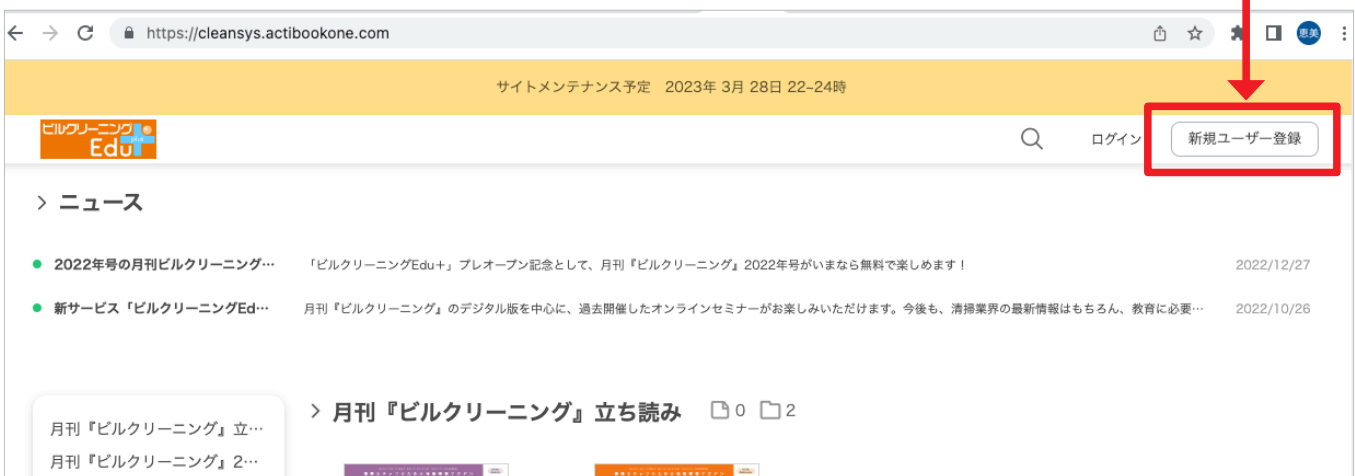 https://cleansys.actibookone.com
恵美
サイトメンテナンス予定　2023年 3月 28日 22~24時
ビルクリーニング
Edu
plus
ログイン
新規ユーザー登録
ニュース
2022年号の月刊ビルクリーニング…　「ビルクリーニングEdu＋」プレオープン記念として、月刊『ビルクリーニング』2022年号がいまなら無料で楽しめます！　2022/12/27
新サービス「ビルクリーニングEd…　月刊『ビルクリーニング』のデジタル版を中心に、過去開催したオンラインセミナーがお楽しみいただけます。今後も、清掃業界の最新情報はもちろん、教育に必要…　2022/10/26
月刊『ビルクリーニング』立ち読み　0　2
月刊『ビルクリーニング』立…
月刊『ビルクリーニング』2…